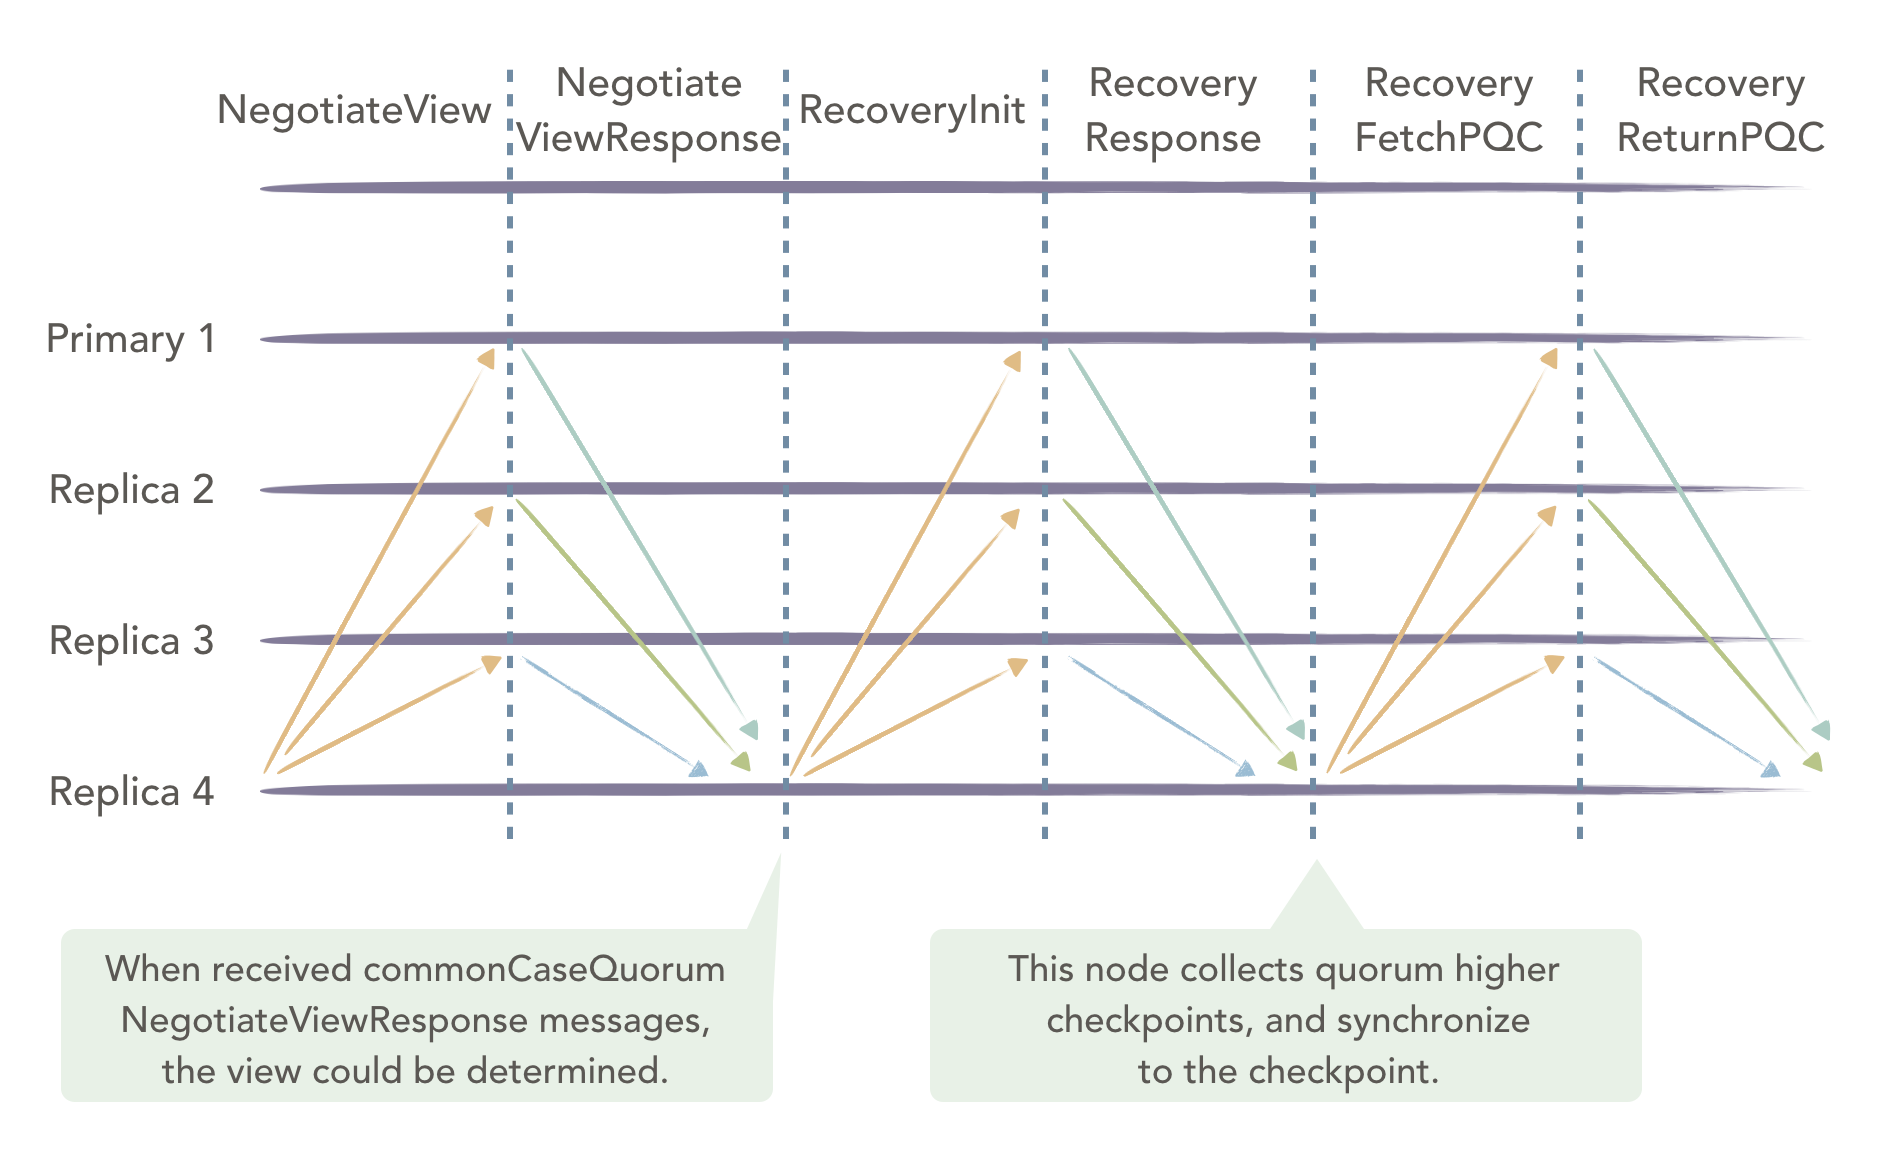 NegotiateView
Negotiate
ViewResponse
RecoveryInit
Recovery
Response
Recovery
FetchPQC
Recovery
ReturnPQC
Primary 1
Replica 2
Replica 3
Replica 4
When received commonCaseQuorum
NegotiateViewResponse messages,
the view could be determined.
This node collects quorum higher
checkpoints, and synchronize
to the checkpoint.